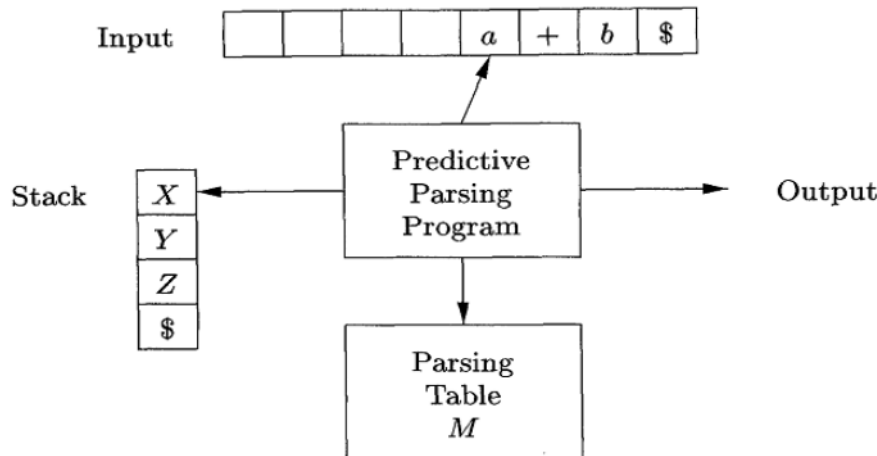 Input
a + b $
Predictive
Parsing
Program
Stack
X
Y
Z
$
Output
Parsing
Table
M